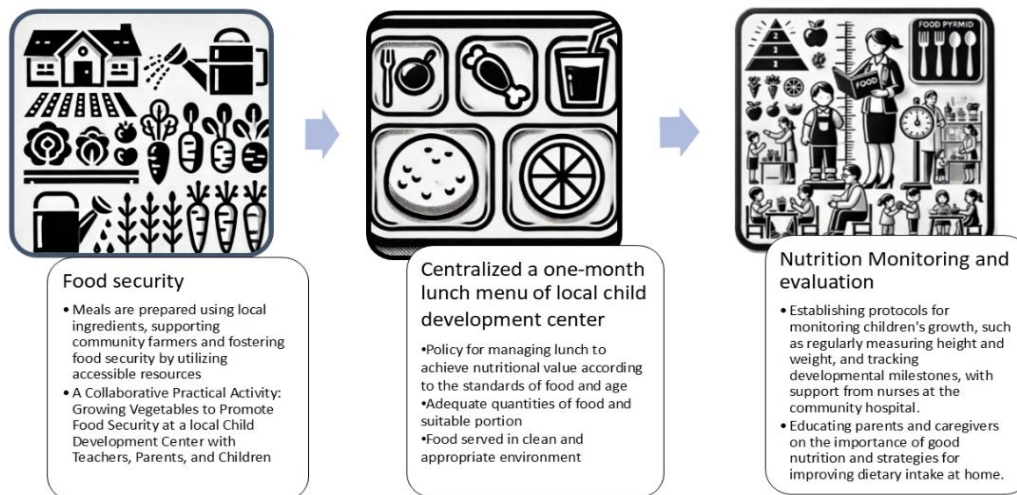 FOOD PYRMID
2
2
1
FOOD
Food security
• Meals are prepared using local
ingredients, supporting
community farmers and fostering
food security by utilizing
accessible resources
• A Collaborative Practical Activity:
Growing Vegetables to Promote
Food Security at a local Child
Development Center with
Teachers, Parents, and Children
Centralized a one-month
lunch menu of local child
development center
•Policy for managing lunch to
achieve nutritional value according
to the standards of food and age
•Adequate quantities of food and
suitable portion
•Food served in clean and
appropriate environment
Nutrition Monitoring and
evaluation
• Establishing protocols for
monitoring children's growth, such
as regularly measuring height and
weight, and tracking
developmental milestones, with
support from nurses at the
community hospital.
• Educating parents and caregivers
on the importance of good
nutrition and strategies for
improving dietary intake at home.